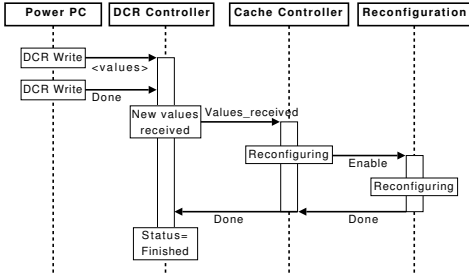 Power PC
DCR Controller
Cache Controller
Reconfiguration
DCR Write
<values>
DCR Write
Done
New values
received
Values_received
Reconfiguring
Enable
Reconfiguring
Done
Done
Status=
Finished